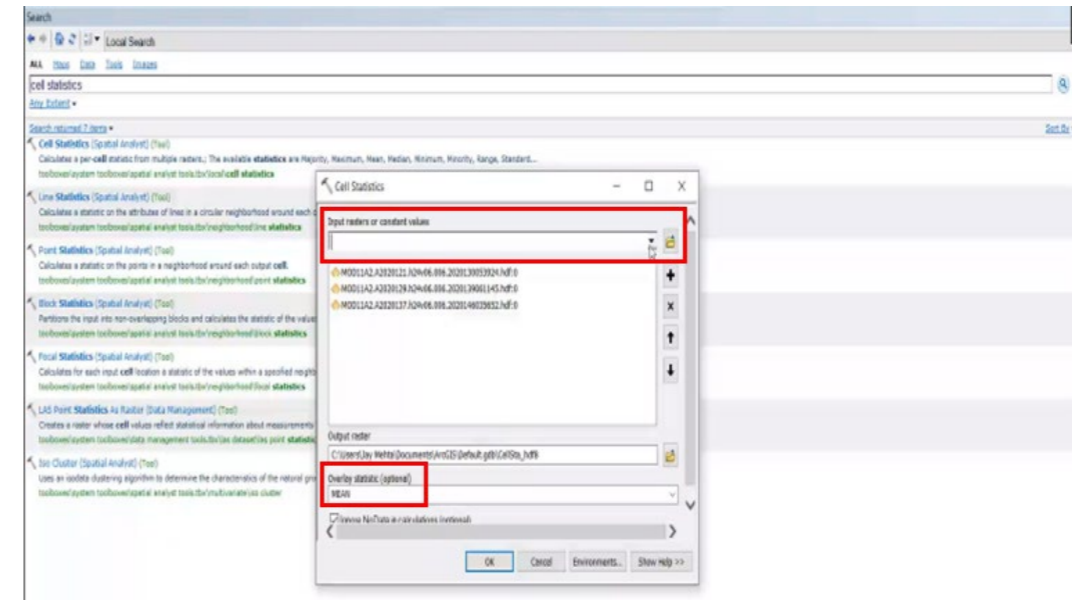 Search
Local Search
ALL Maps Data Tools Images
cell statistics
Any Extent
Search returned 7 items
Sort By
Cell Statistics (Spatial Analyst) (Tool)
Calculates a per-cell statistic from multiple rasters.; The available statistics are Majority, Maximum, Mean, Median, Minimum, Minority, Range, Standard...
toolboxes\system toolboxes\spatial analyst tools.tbx\local\cell statistics
Line Statistics (Spatial Analyst) (Tool)
Calculates a statistic on the attributes of lines in a circular neighborhood around each
toolboxes\system toolboxes\spatial analyst tools.tbx\neighborhood\line statistics
Point Statistics (Spatial Analyst) (Tool)
Calculates a statistic on the points in a neighborhood around each output cell.
toolboxes\system toolboxes\spatial analyst tools.tbx\neighborhood\point statistics
Block Statistics (Spatial Analyst) (Tool)
Partitions the input into non-overlapping blocks and calculates the statistic of the value
toolboxes\system toolboxes\spatial analyst tools.tbx\neighborhood\block statistics
Focal Statistics (Spatial Analyst) (Tool)
Calculates for each input cell location a statistic of the values within a specified
toolboxes\system toolboxes\spatial analyst tools.tbx\neighborhood\focal statistics
LAS Point Statistics As Raster (Data Management) (Tool)
Creates a raster whose cell values reflect statistical information about measurements
toolboxes\system toolboxes\data management tools.tbx\las dataset\las point
Iso Cluster (Spatial Analyst) (Tool)
Uses an isodata clustering algorithm to determine the characteristics of the natural
toolboxes\system toolboxes\spatial analyst tools.tbx\multivariate\iso cluster
Cell Statistics
Input rasters or constant values
MOD11A2.A2020121.h24v06.006.2020130053924.hdf:0
MOD11A2.A2020129.h24v06.006.2020139061145.hdf:0
MOD11A2.A2020137.h24v06.006.2020146035652.hdf:0
Output raster
C:\Users\Jay Mehta\Documents\ArcGIS\Default.gdb\CellSta_hdf8
Overlay statistic (optional)
MEAN
Ignore NoData in calculations (optional)
OK Cancel Environments... Show Help >>